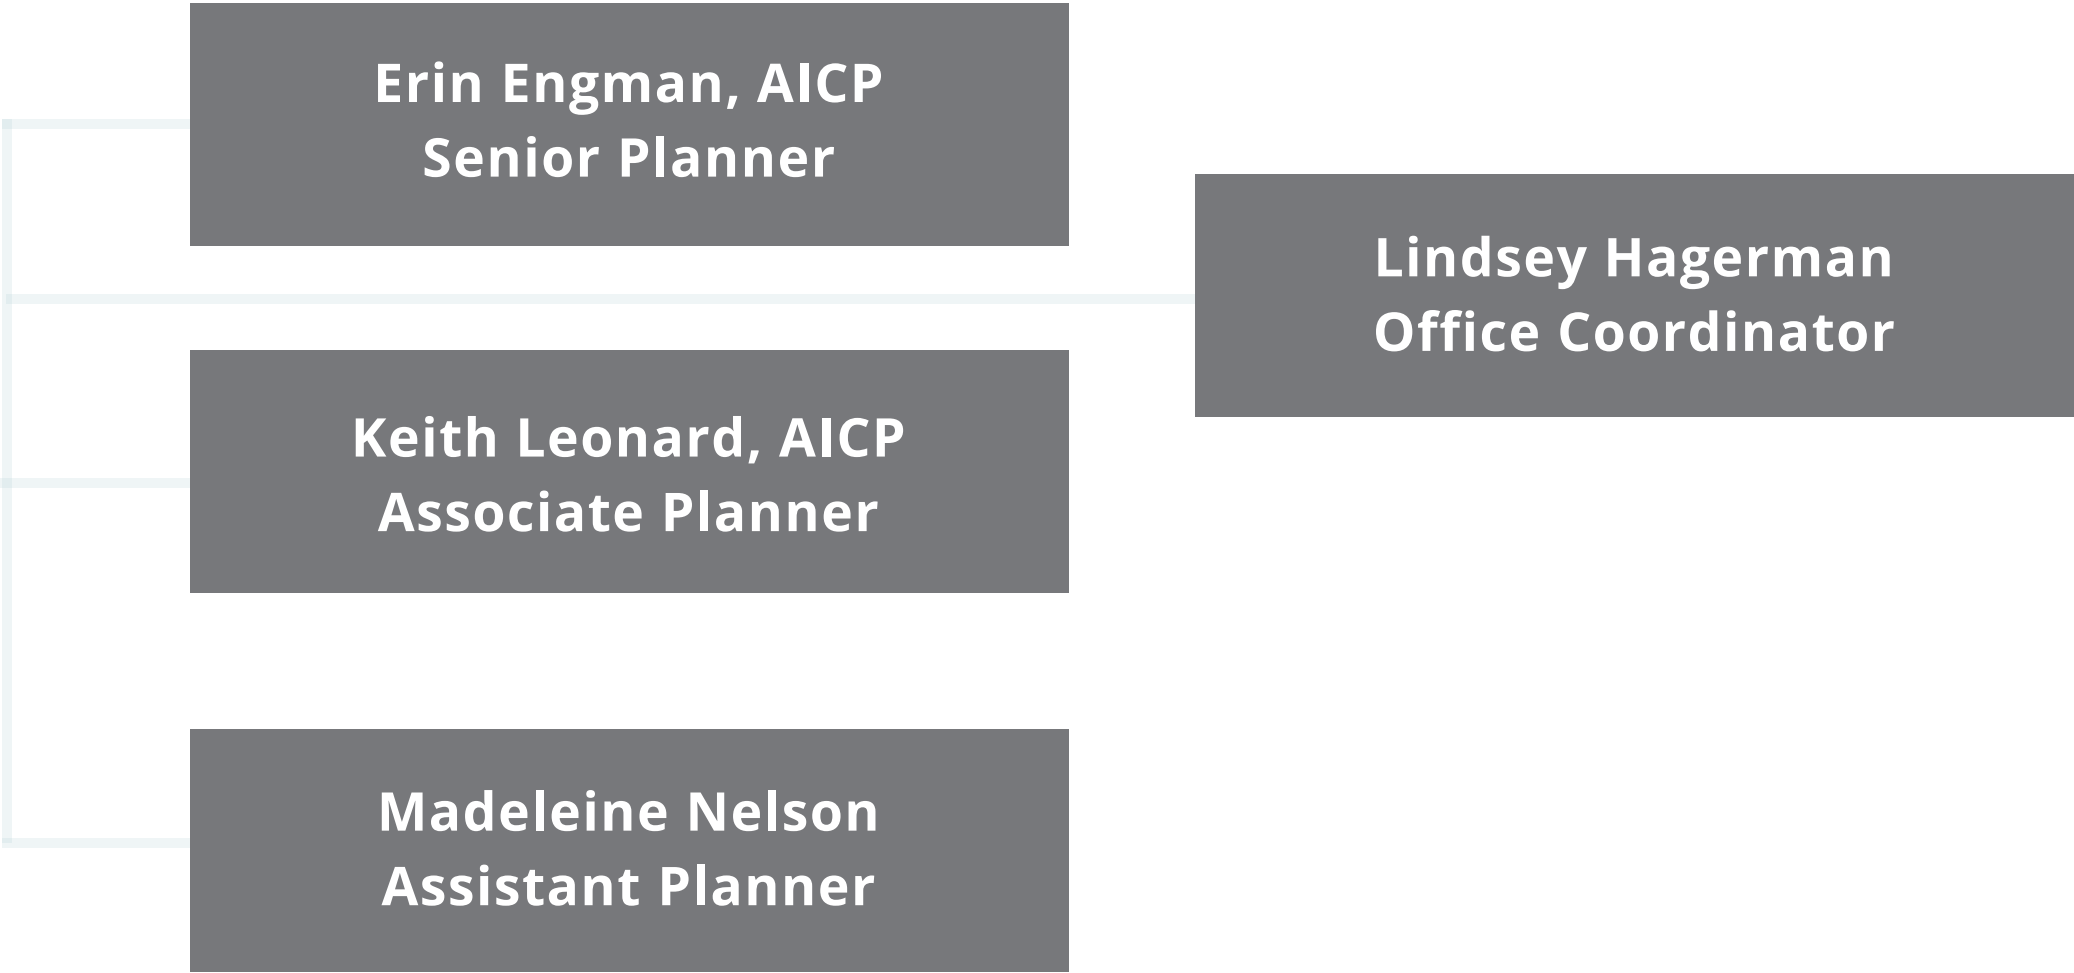 Erin Engman, AICP
Senior Planner
Lindsey Hagerman
Office Coordinator
Keith Leonard, AICP
Associate Planner
Madeleine Nelson
Assistant Planner